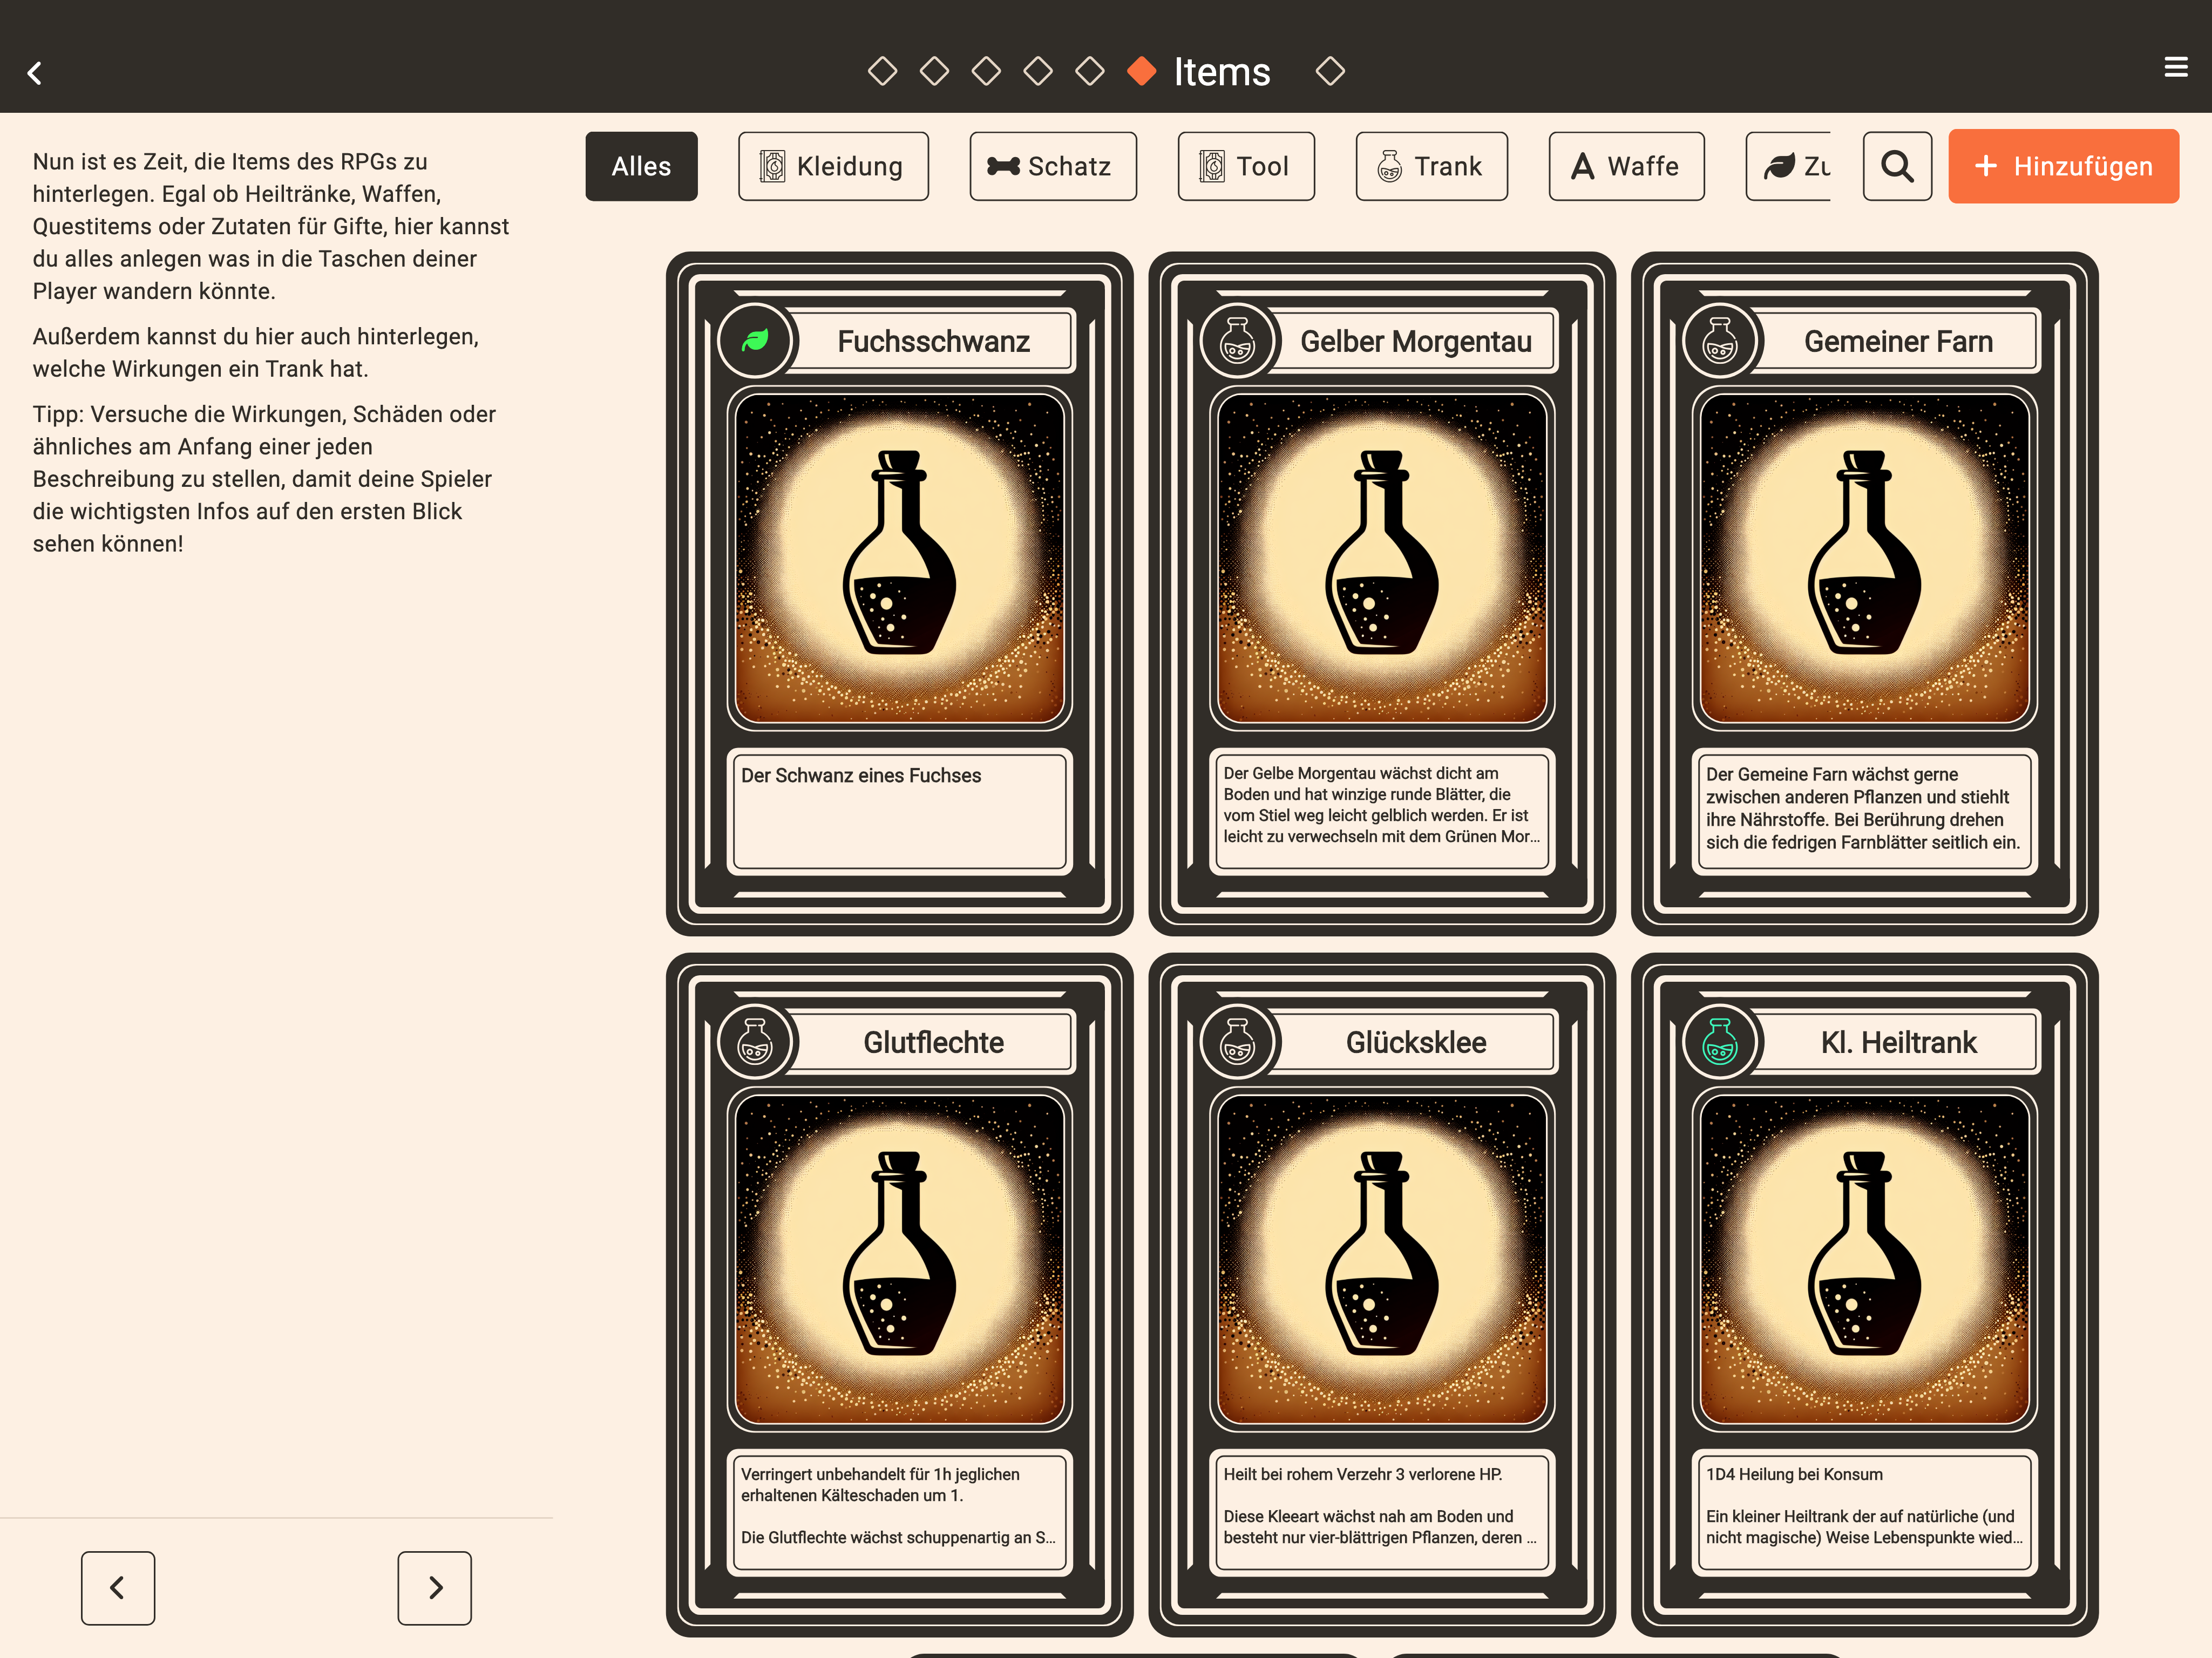 Items
Nun ist es Zeit, die Items des RPGs zu
hinterlegen. Egal ob Heiltränke, Waffen,
Questitems oder Zutaten für Gifte, hier kannst
du alles anlegen was in die Taschen deiner
Player wandern könnte.
Außerdem kannst du hier auch hinterlegen,
welche Wirkungen ein Trank hat.
Tipp: Versuche die Wirkungen, Schäden oder
ähnliches am Anfang einer jeden
Beschreibung zu stellen, damit deine Spieler
die wichtigsten Infos auf den ersten Blick
sehen können!
Alles Kleidung Schatz Tool Trank Waffe Zu Hinzufügen
Fuchsschwanz
Der Schwanz eines Fuchses
Gelber Morgentau
Der Gelbe Morgentau wächst dicht am
Boden und hat winzige runde Blätter, die
vom Stiel weg leicht gelblich werden. Er ist
leicht zu verwechseln mit dem Grünen Mor...
Gemeiner Farn
Der Gemeine Farn wächst gerne
zwischen anderen Pflanzen und stiehlt
ihre Nährstoffe. Bei Berührung drehen
sich die fedrigen Farnblätter seitlich ein.
Glutflechte
Verringert unbehandelt für 1h jeglichen
erhaltenen Kälteschaden um 1.
Die Glutflechte wächst schuppenartig an S...
Glücksklee
Heilt bei rohem Verzehr 3 verlorene HP.
Diese Kleeart wächst nah am Boden und
besteht nur vier-blättrigen Pflanzen, deren ...
Kl. Heiltrank
1D4 Heilung bei Konsum
Ein kleiner Heiltrank der auf natürliche (und
nicht magische) Weise Lebenspunkte wied...